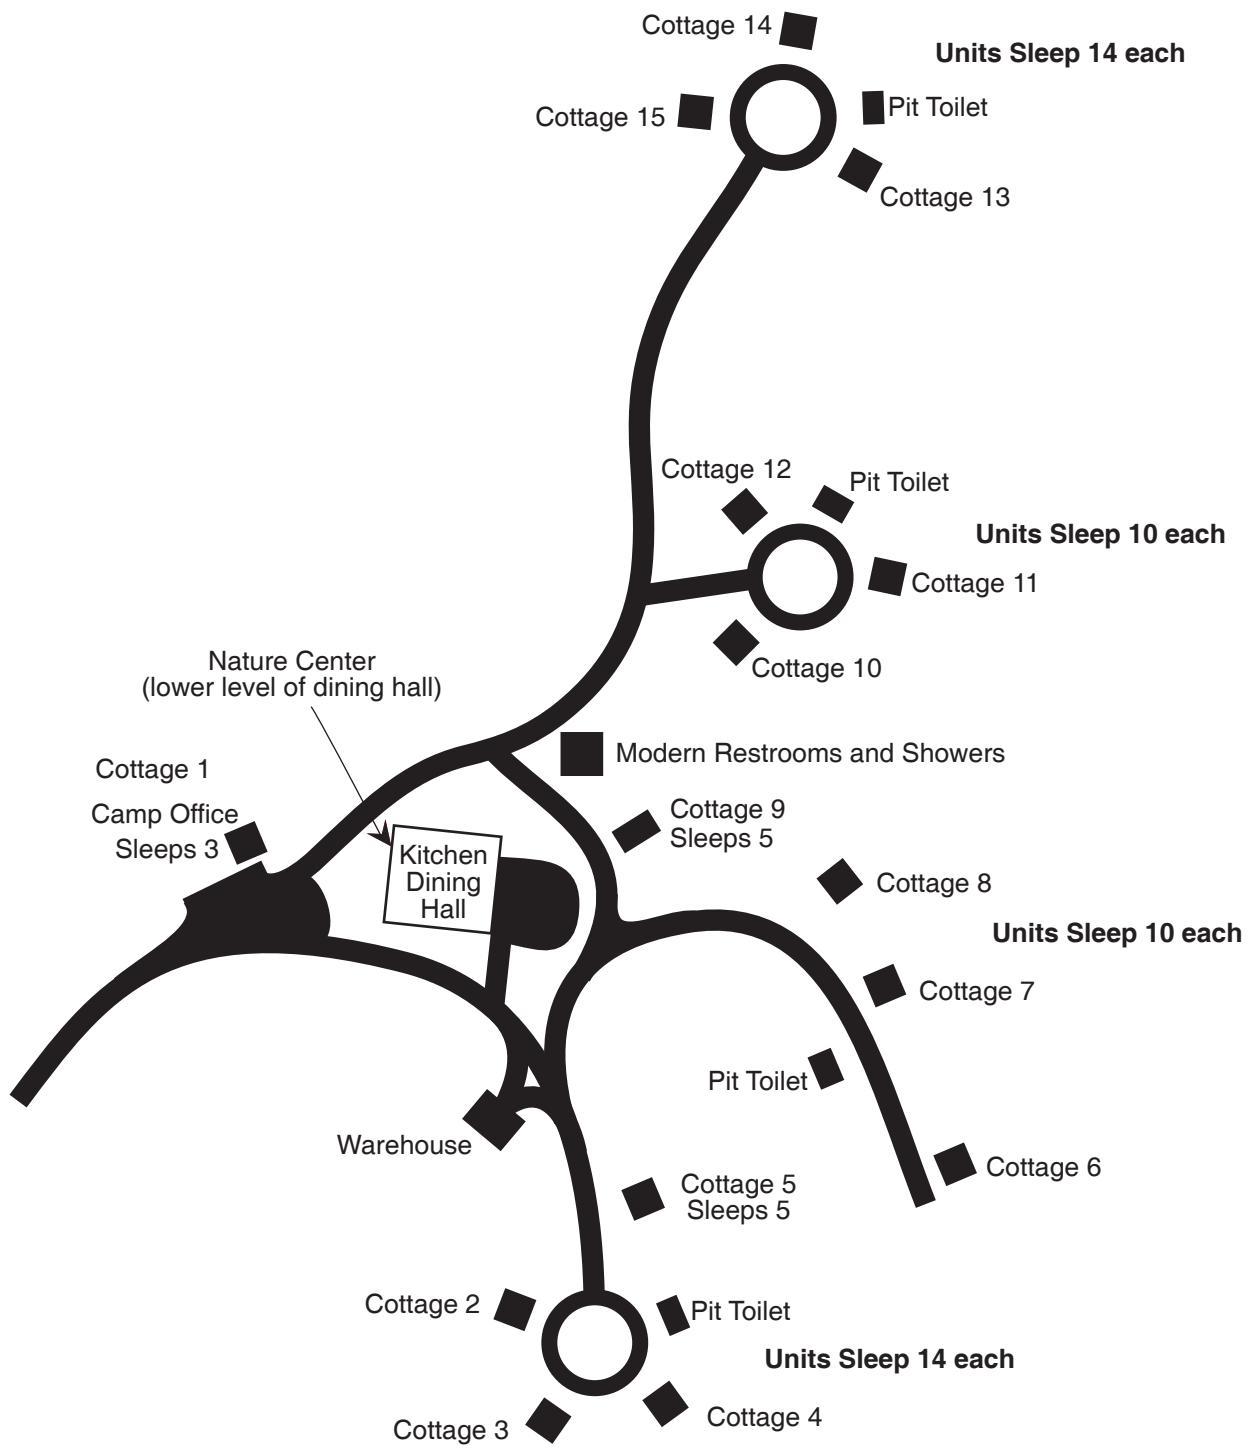 Cottage 14
Units Sleep 14 each
Pit Toilet
Cottage 15
Cottage 13
Cottage 12
Pit Toilet
Units Sleep 10 each
Cottage 11
Cottage 10
Nature Center
(lower level of dining hall)
Modern Restrooms and Showers
Cottage 1
Camp Office
Sleeps 3
Cottage 9
Sleeps 5
Kitchen
Dining
Hall
Cottage 8
Units Sleep 10 each
Cottage 7
Pit Toilet
Warehouse
Cottage 6
Cottage 5
Sleeps 5
Cottage 2
Pit Toilet
Units Sleep 14 each
Cottage 3
Cottage 4